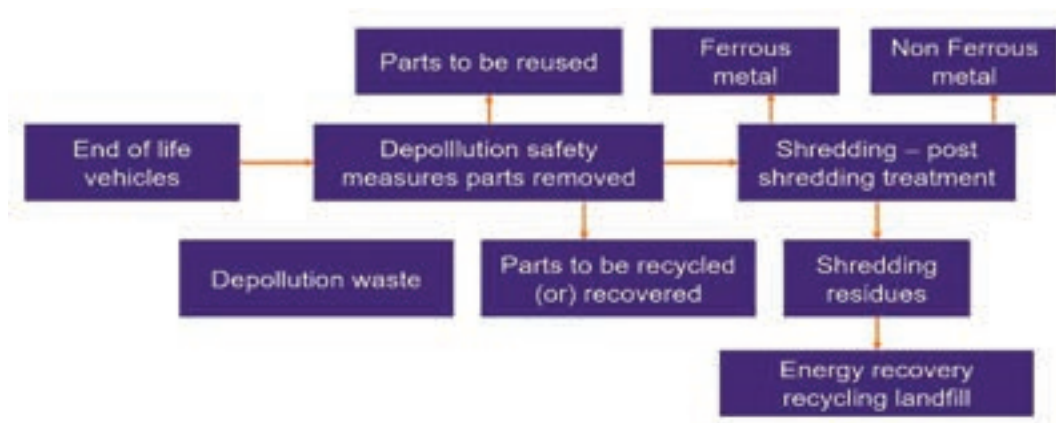 Parts to be reused
Ferrous
metal
Non Ferrous
metal
End of life
vehicles
Depolllution safety
measures parts removed
Shredding – post
shredding treatment
Depollution waste
Parts to be recycled
(or) recovered
Shredding
residues
Energy recovery
recycling landfill